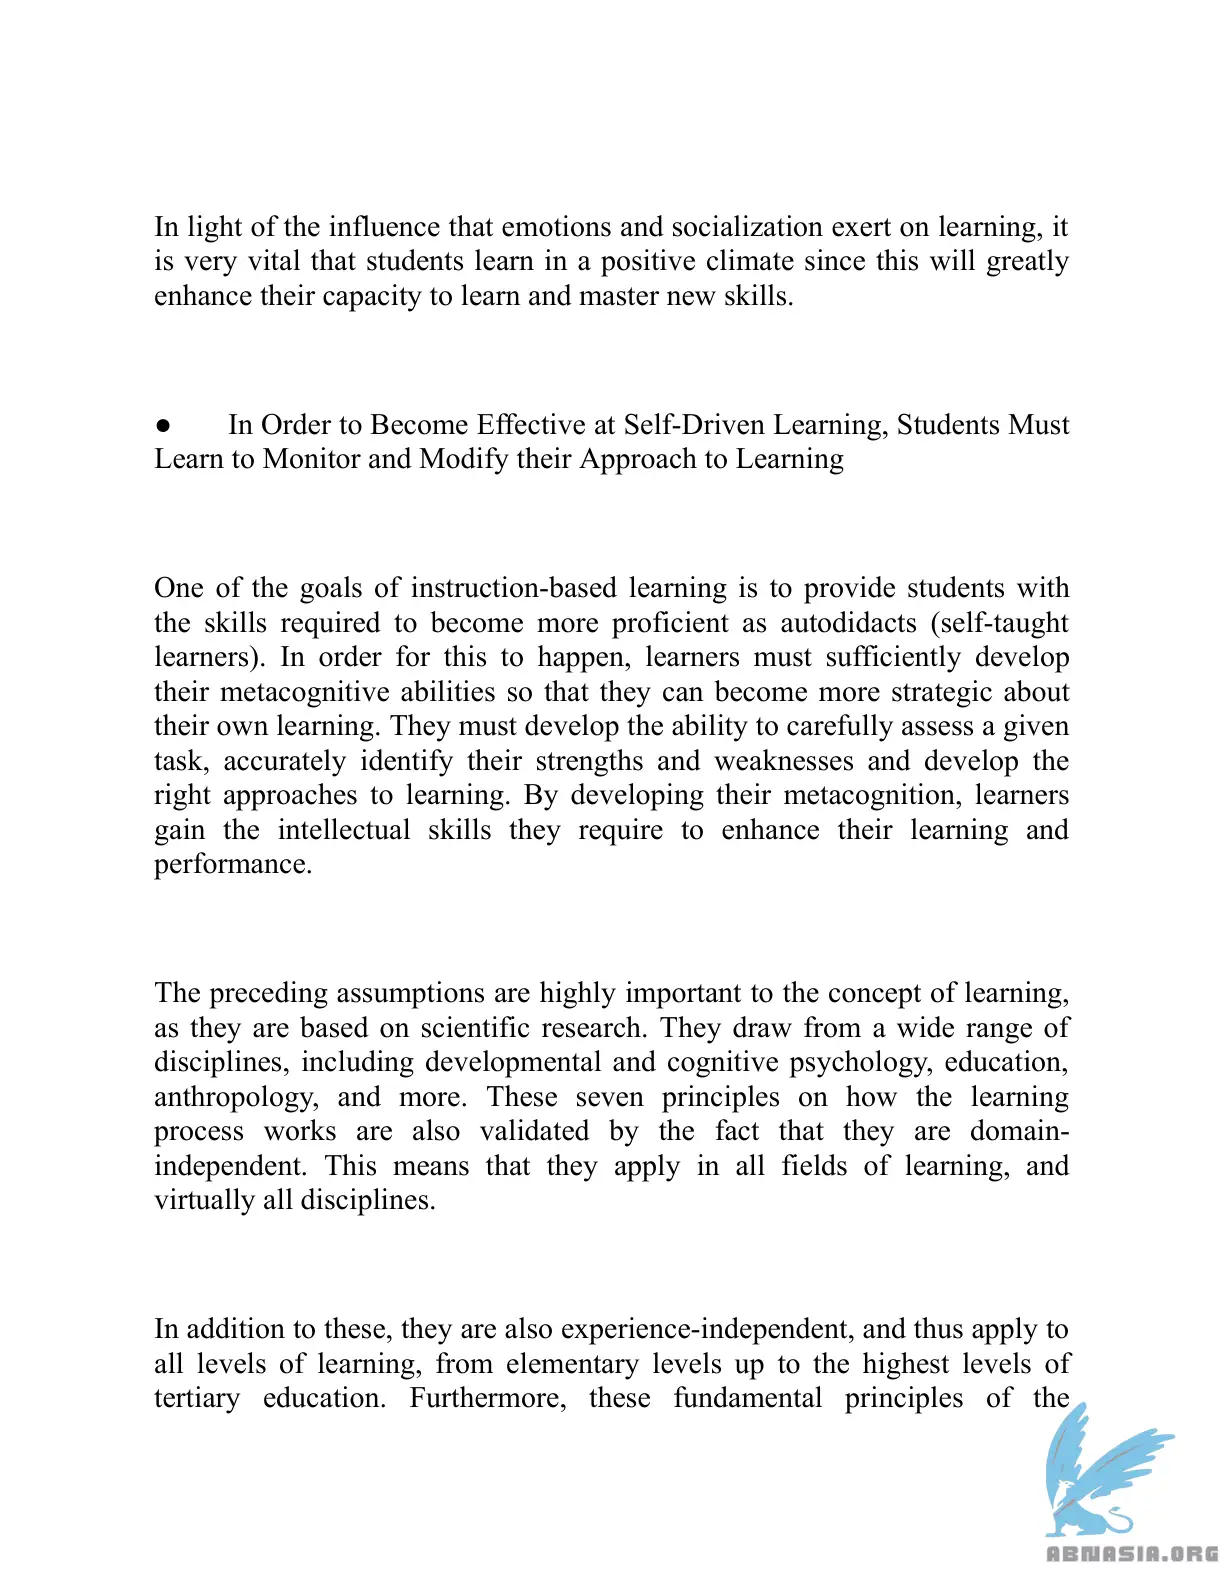 In light of the influence that emotions and socialization exert on learning, it
is very vital that students learn in a positive climate since this will greatly
enhance their capacity to learn and master new skills.
● In Order to Become Effective at Self-Driven Learning, Students Must
Learn to Monitor and Modify their Approach to Learning
One of the goals of instruction-based learning is to provide students with
the skills required to become more proficient as autodidacts (self-taught
learners). In order for this to happen, learners must sufficiently develop
their metacognitive abilities so that they can become more strategic about
their own learning. They must develop the ability to carefully assess a given
task, accurately identify their strengths and weaknesses and develop the
right approaches to learning. By developing their metacognition, learners
gain the intellectual skills they require to enhance their learning and
performance.
The preceding assumptions are highly important to the concept of learning,
as they are based on scientific research. They draw from a wide range of
disciplines, including developmental and cognitive psychology, education,
anthropology, and more. These seven principles on how the learning
process works are also validated by the fact that they are domain-
independent. This means that they apply in all fields of learning, and
virtually all disciplines.
In addition to these, they are also experience-independent, and thus apply to
all levels of learning, from elementary levels up to the highest levels of
tertiary education. Furthermore, these fundamental principles of the
ABNASIA.ORG